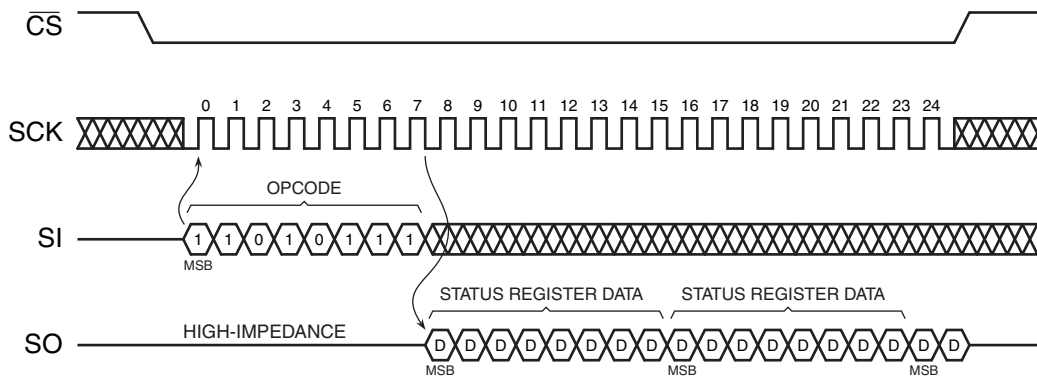 CS
0 1 2 3 4 5 6 7 8 9 10 11 12 13 14 15 16 17 18 19 20 21 22 23 24
SCK
OPCODE
SI 1 1 0 1 0 1 1 1
MSB
STATUS REGISTER DATA STATUS REGISTER DATA
SO HIGH-IMPEDANCE D D D D D D D D D D D D D D D D D D
MSB MSB MSB